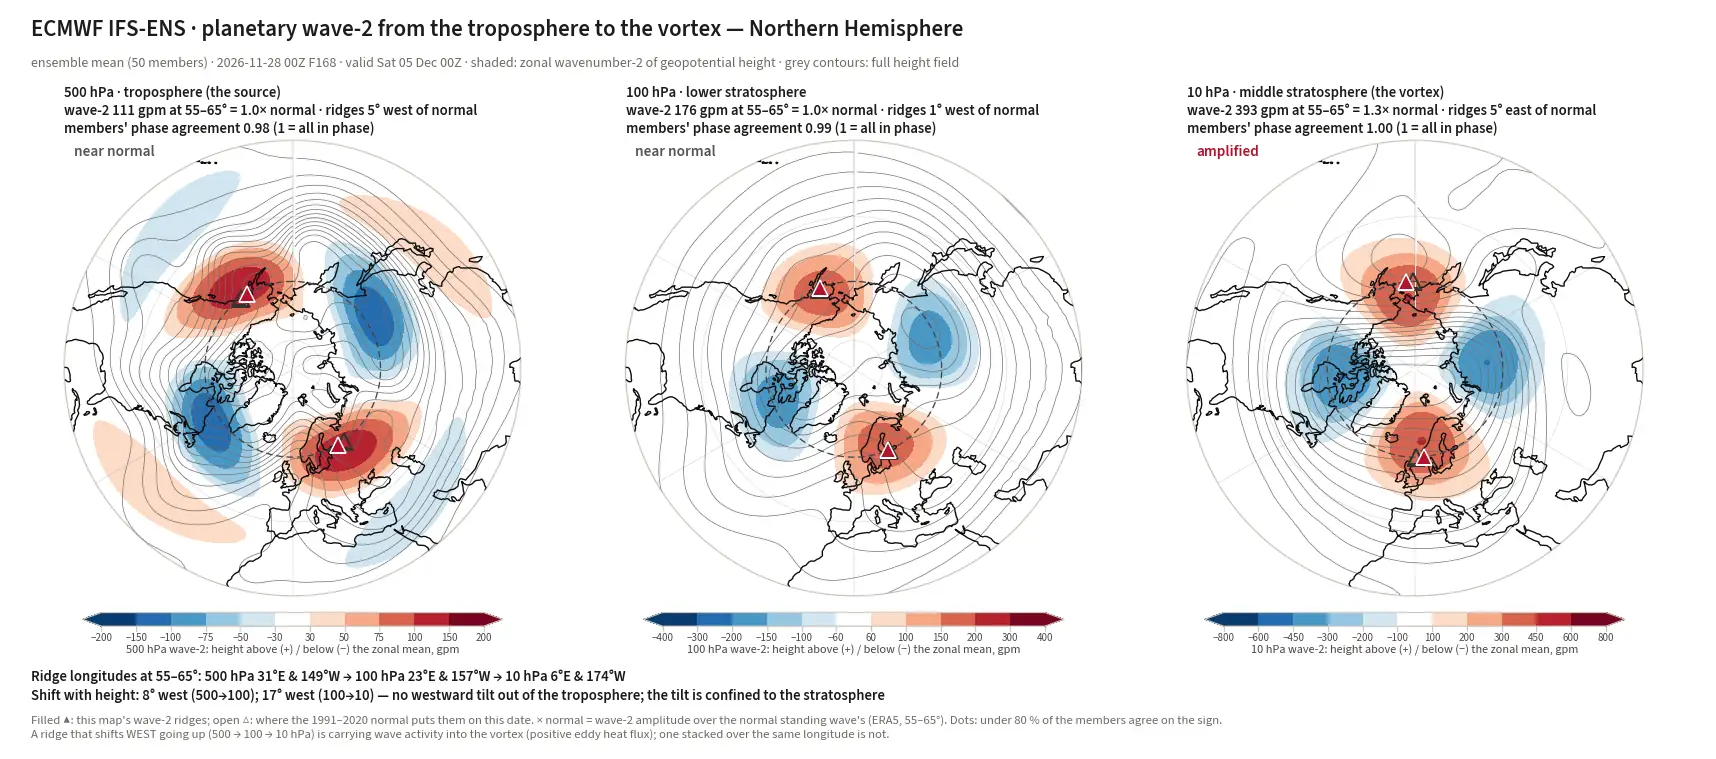 ECMWF IFS-ENS · planetary wave-2 from the troposphere to the vortex — Northern Hemisphere
ensemble mean (50 members) · 2026-11-28 00Z F168 · valid Sat 05 Dec 00Z · shaded: zonal wavenumber-2 of geopotential height · grey contours: full height field
500 hPa · troposphere (the source)
wave-2 111 gpm at 55–65° = 1.0× normal · ridges 5° west of normal
members' phase agreement 0.98 (1 = all in phase)
near normal
100 hPa · lower stratosphere
wave-2 176 gpm at 55–65° = 1.0× normal · ridges 1° west of normal
members' phase agreement 0.99 (1 = all in phase)
near normal
10 hPa · middle stratosphere (the vortex)
wave-2 393 gpm at 55–65° = 1.3× normal · ridges 5° east of normal
members' phase agreement 1.00 (1 = all in phase)
amplified
−200 −150 −100 −75 −50 −30 30 50 75 100 150 200
500 hPa wave-2: height above (+) / below (−) the zonal mean, gpm
−400 −300 −200 −150 −100 −60 60 100 150 200 300 400
100 hPa wave-2: height above (+) / below (−) the zonal mean, gpm
−800 −600 −450 −300 −200 −100 100 200 300 450 600 800
10 hPa wave-2: height above (+) / below (−) the zonal mean, gpm
Ridge longitudes at 55–65°: 500 hPa 31°E & 149°W → 100 hPa 23°E & 157°W → 10 hPa 6°E & 174°W
Shift with height: 8° west (500→100); 17° west (100→10) — no westward tilt out of the troposphere; the tilt is confined to the stratosphere
Filled ▲: this map's wave-2 ridges; open △: where the 1991–2020 normal puts them on this date. × normal = wave-2 amplitude over the normal standing wave's (ERA5, 55–65°). Dots: under 80 % of the members agree on the sign.
A ridge that shifts WEST going up (500 → 100 → 10 hPa) is carrying wave activity into the vortex (positive eddy heat flux); one stacked over the same longitude is not.